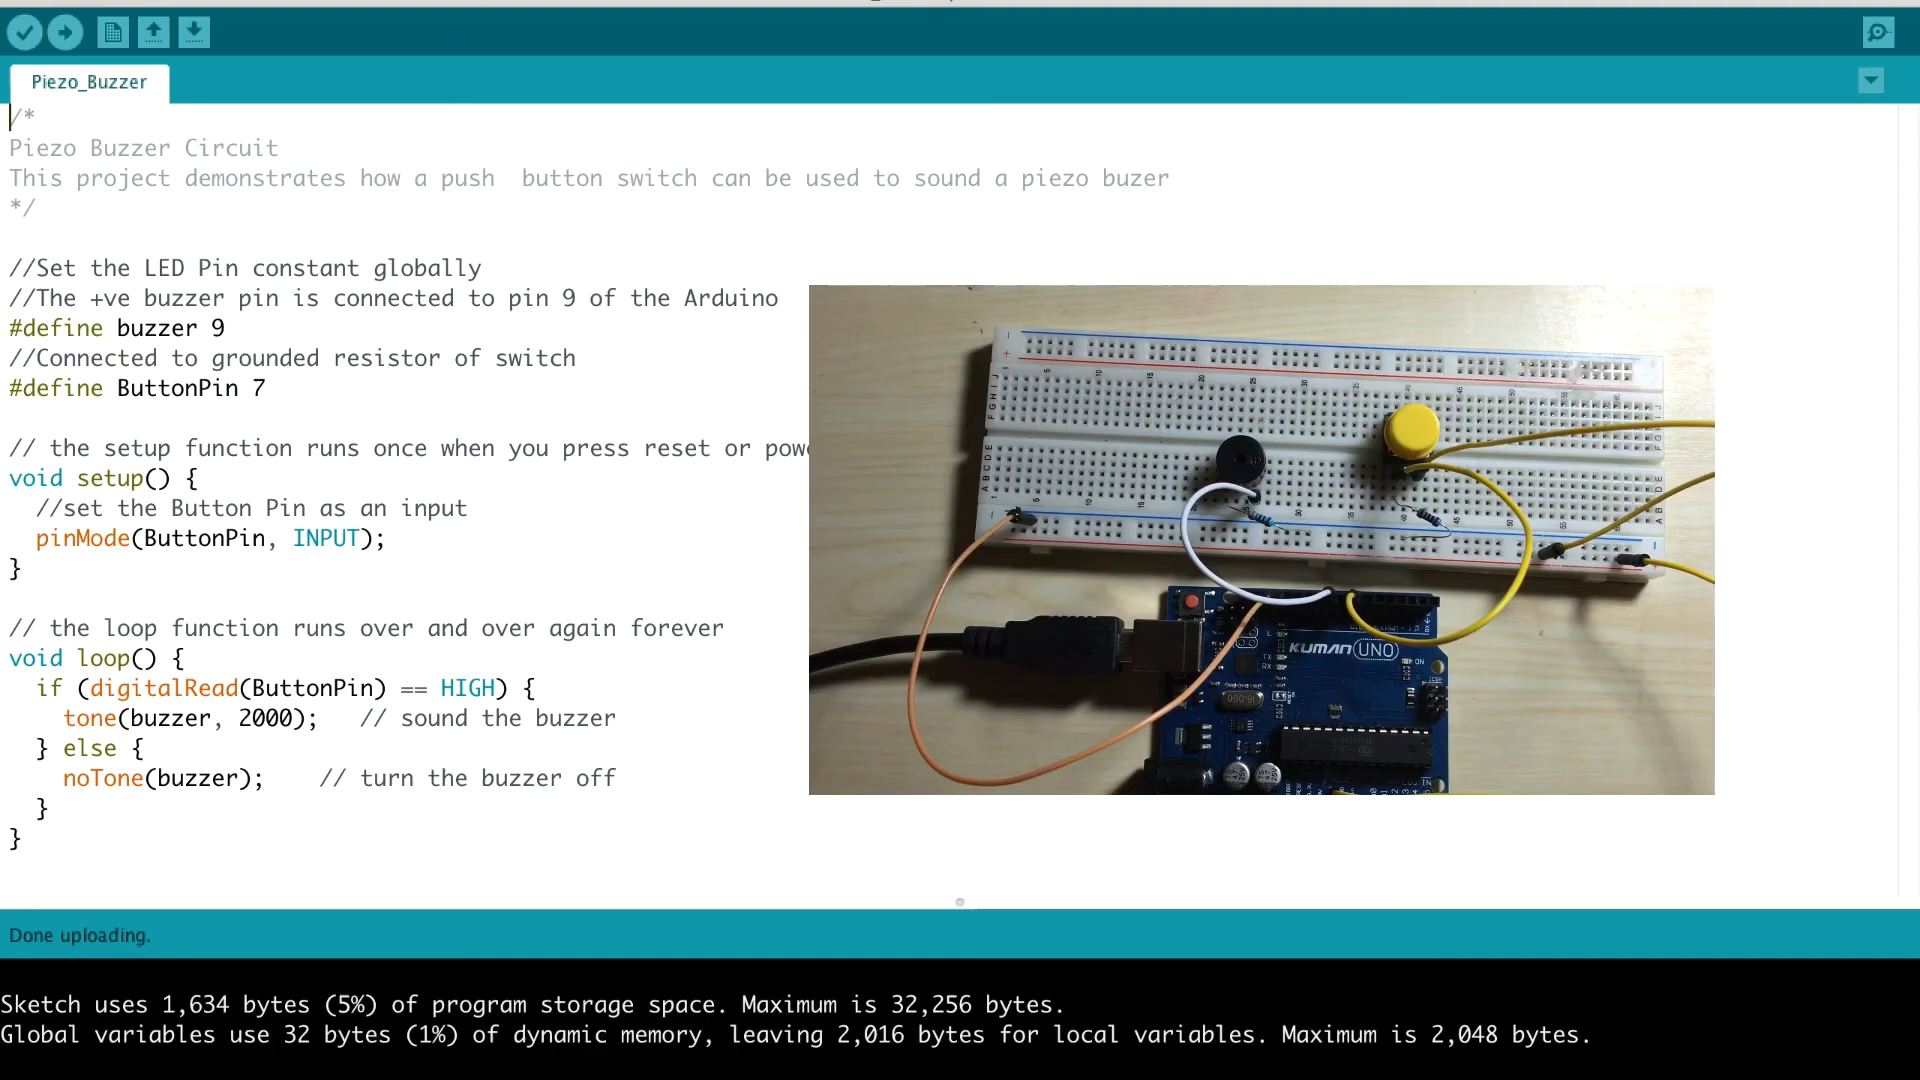 Piezo_Buzzer
/*
Piezo Buzzer Circuit
This project demonstrates how a push  button switch can be used to sound a piezo buzer
*/
//Set the LED Pin constant globally
//The +ve buzzer pin is connected to pin 9 of the Arduino
#define buzzer 9
//Connected to grounded resistor of switch
#define ButtonPin 7
// the setup function runs once when you press reset or pow
void setup() {
  //set the Button Pin as an input
  pinMode(ButtonPin, INPUT);
}
// the loop function runs over and over again forever
void loop() {
  if (digitalRead(ButtonPin) == HIGH) {
    tone(buzzer, 2000);   // sound the buzzer
  } else {
    noTone(buzzer);    // turn the buzzer off
  }
}
KUMAN UNO
L
TX
RX
ON
Done uploading.
Sketch uses 1,634 bytes (5%) of program storage space. Maximum is 32,256 bytes.
Global variables use 32 bytes (1%) of dynamic memory, leaving 2,016 bytes for local variables. Maximum is 2,048 bytes.